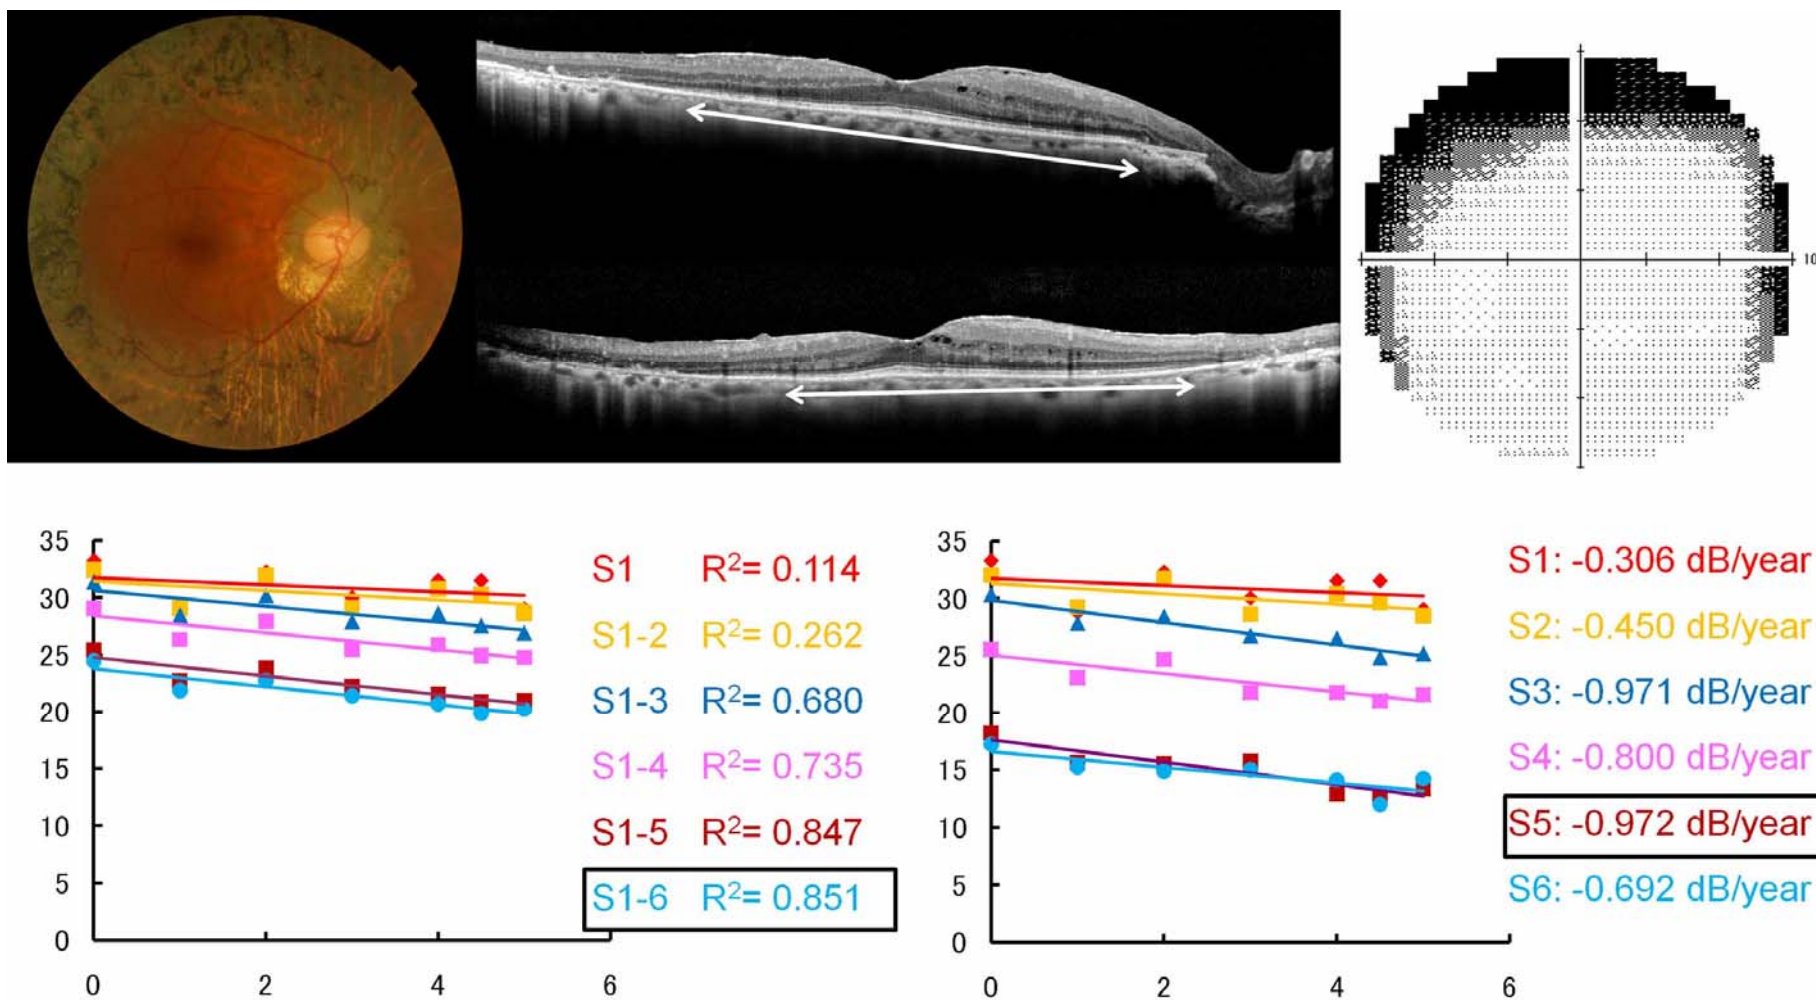 10
35
30
25
20
15
10
5
0
0 2 4 6
S1 R²= 0.114
S1-2 R²= 0.262
S1-3 R²= 0.680
S1-4 R²= 0.735
S1-5 R²= 0.847
S1-6 R²= 0.851
35
30
25
20
15
10
5
0
0 2 4 6
S1: -0.306 dB/year
S2: -0.450 dB/year
S3: -0.971 dB/year
S4: -0.800 dB/year
S5: -0.972 dB/year
S6: -0.692 dB/year